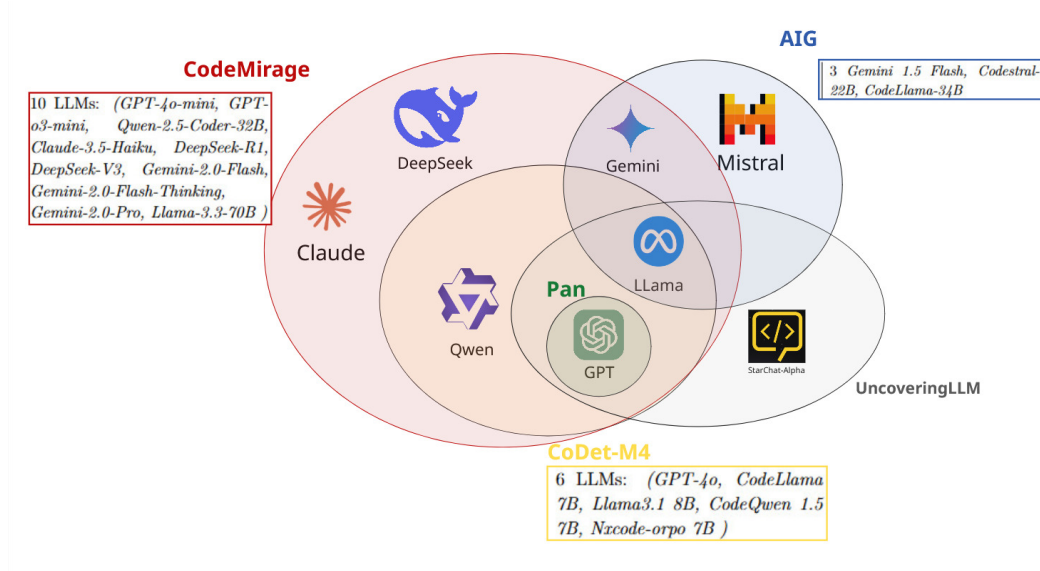 AIG
CodeMirage
3 Gemini 1.5 Flash, Codestral-
22B, CodeLlama-34B
10 LLMs: (GPT-4o-mini, GPT-
o3-mini, Qwen-2.5-Coder-32B,
Claude-3.5-Haiku, DeepSeek-R1,
DeepSeek-V3, Gemini-2.0-Flash,
Gemini-2.0-Flash-Thinking,
Gemini-2.0-Pro, Llama-3.3-70B )
DeepSeek
Gemini
Mistral
Claude
LLama
Pan
Qwen
GPT
StarChat-Alpha
UncoveringLLM
CoDet-M4
6 LLMs: (GPT-4o, CodeLlama
7B, Llama3.1 8B, CodeQwen 1.5
7B, Nxcode-orpo 7B )